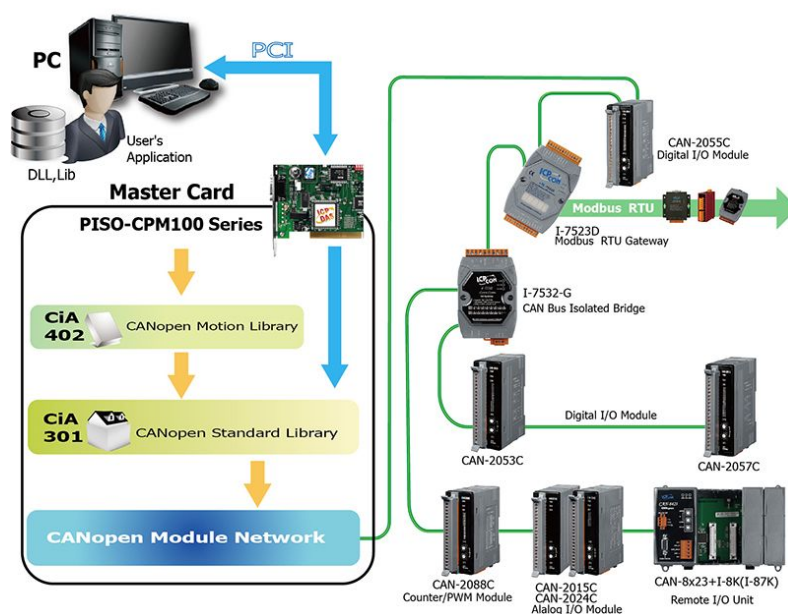 PC
PCI
User's
Application
DLL,Lib
Master Card
PISO-CPM100 Series
ICP
DAS
CiA
402
CANopen Motion Library
CiA
301
CANopen Standard Library
CANopen Module Network
CAN-2055C
Digital I/O Module
Modbus RTU
I-7523D
Modbus RTU Gateway
I-7532-G
CAN Bus Isolated Bridge
Digital I/O Module
CAN-2053C
CAN-2057C
CAN-2088C
Counter/PWM Module
CAN-2015C
CAN-2024C
Alalog I/O Module
CAN-8x23+I-8K(I-87K)
Remote I/O Unit